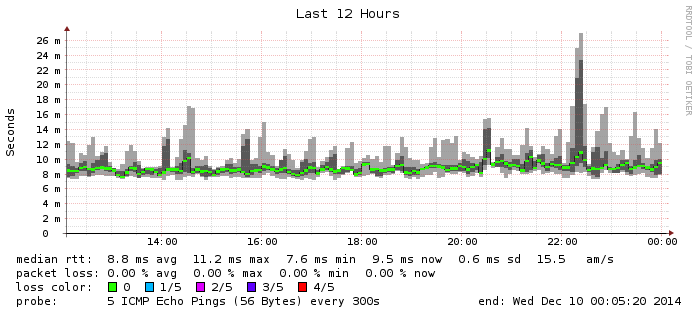 Last 12 Hours
RRDTOOL / TOBI OETIKER
Seconds
26 m
24 m
22 m
20 m
18 m
16 m
14 m
12 m
10 m
8 m
6 m
4 m
2 m
0
14:00 16:00 18:00 20:00 22:00 00:00
median rtt: 8.8 ms avg 11.2 ms max 7.6 ms min 9.5 ms now 0.6 ms sd 15.5 am/s
packet loss: 0.00 % avg 0.00 % max 0.00 % min 0.00 % now
loss color: 0 1/5 2/5 3/5 4/5
probe: 5 ICMP Echo Pings (56 Bytes) every 300s end: Wed Dec 10 00:05:20 2014